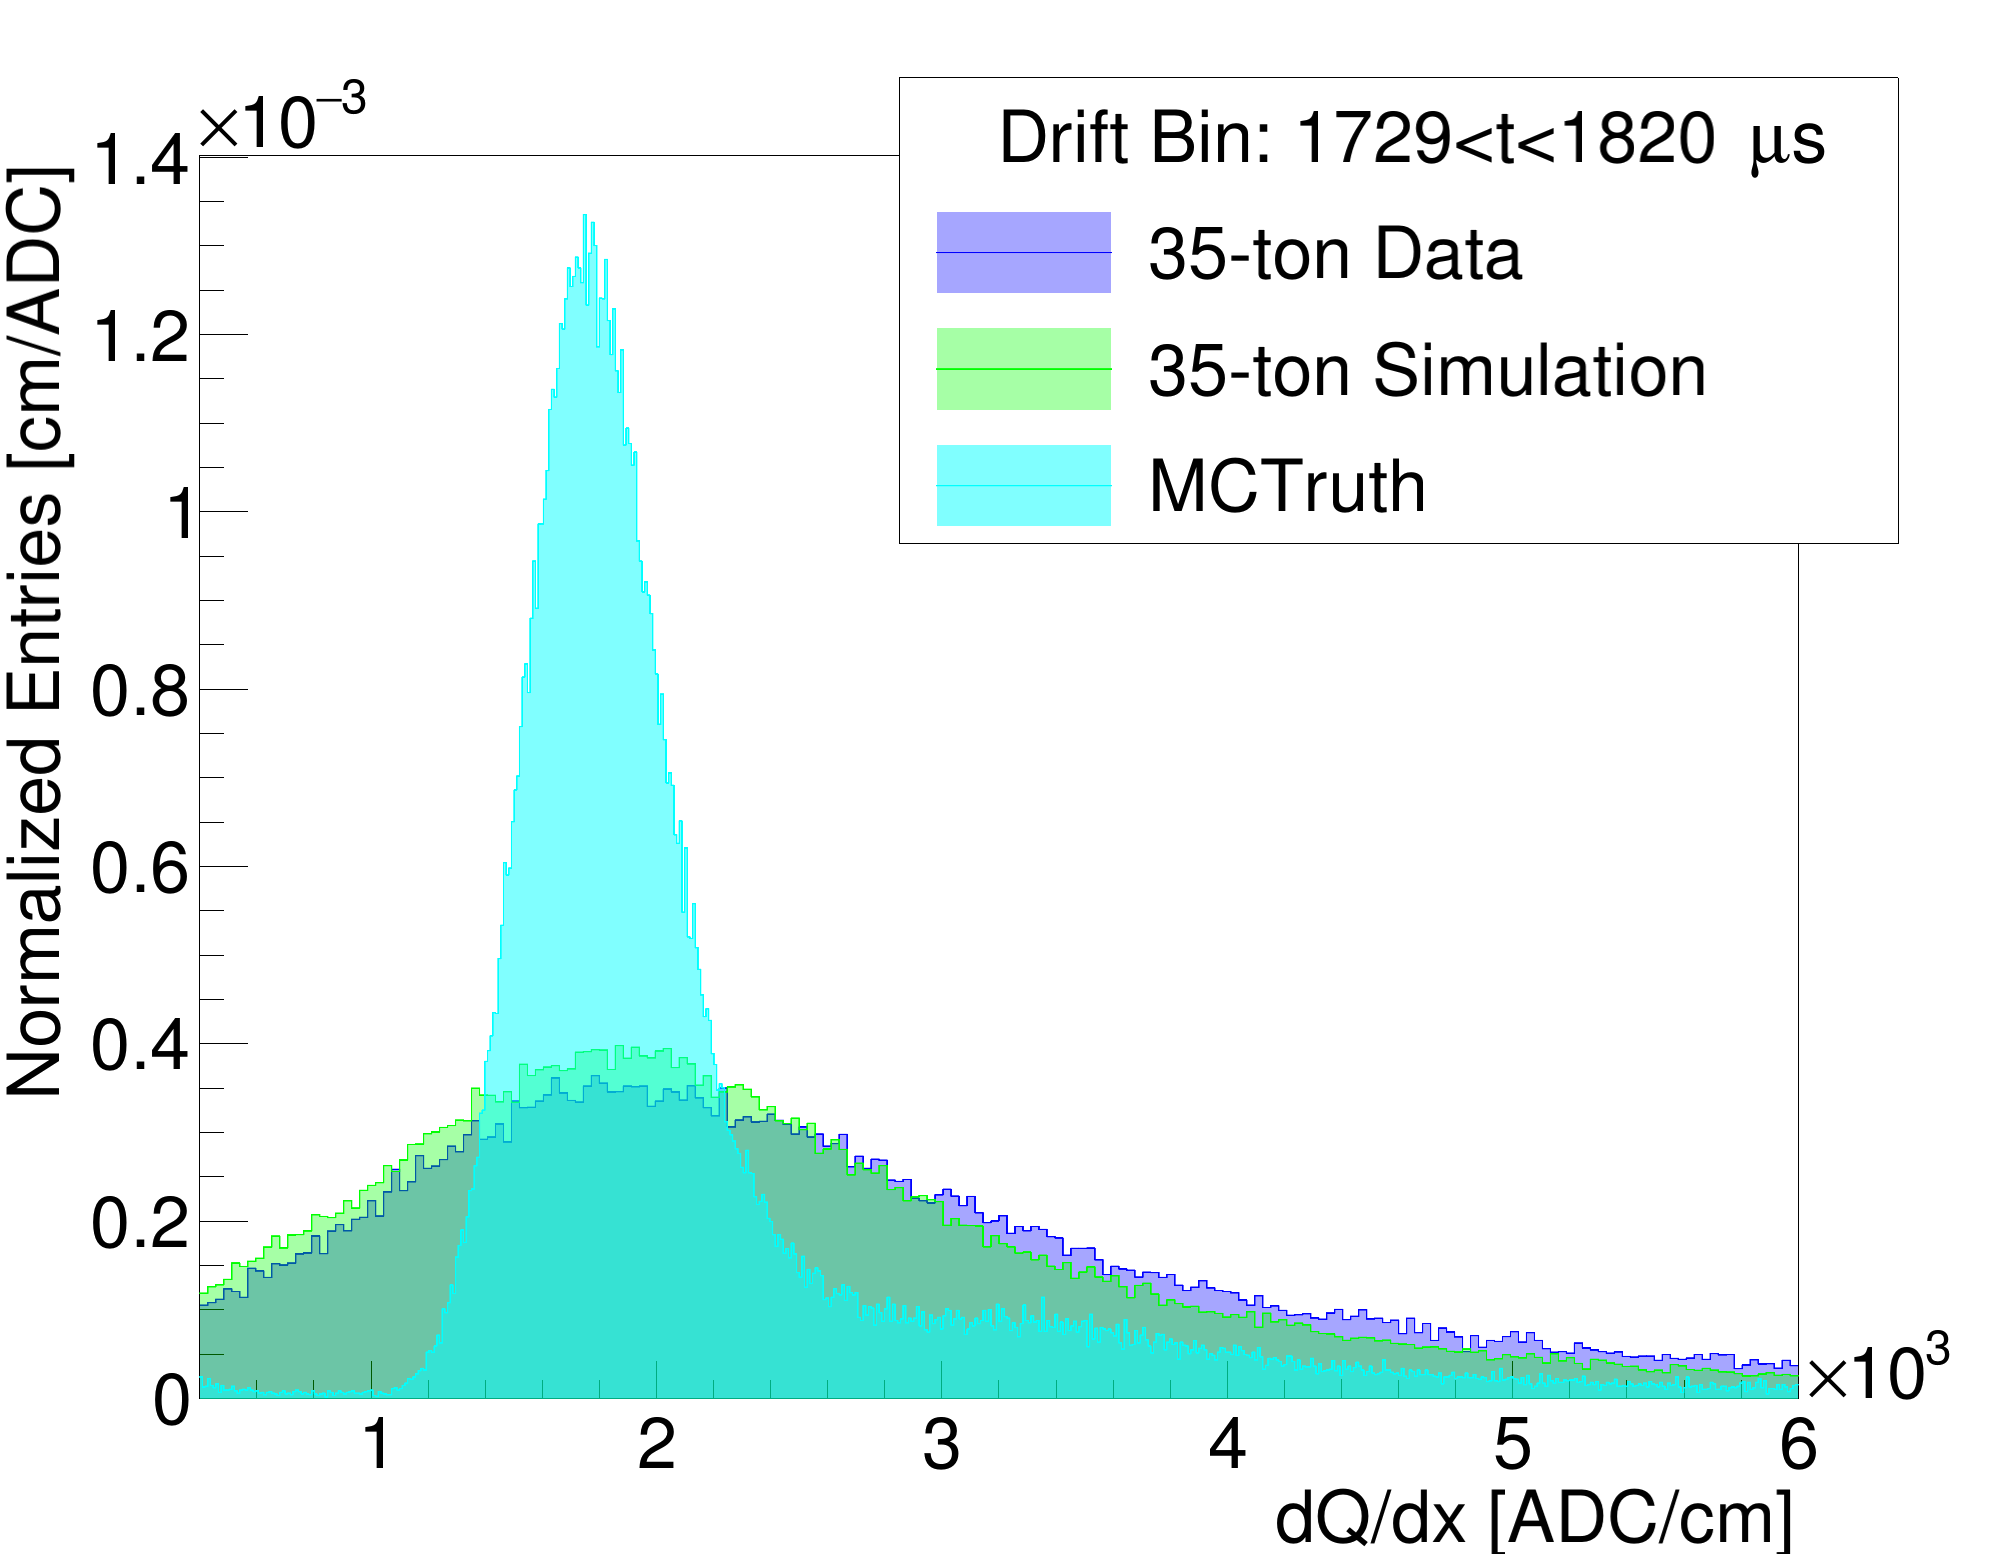 ×10⁻³
Normalized Entries [cm/ADC]
1.4
1.2
1
0.8
0.6
0.4
0.2
0
Drift Bin: 1729<t<1820 μs
35-ton Data
35-ton Simulation
MCTruth
1 2 3 4 5 6
×10³
dQ/dx [ADC/cm]